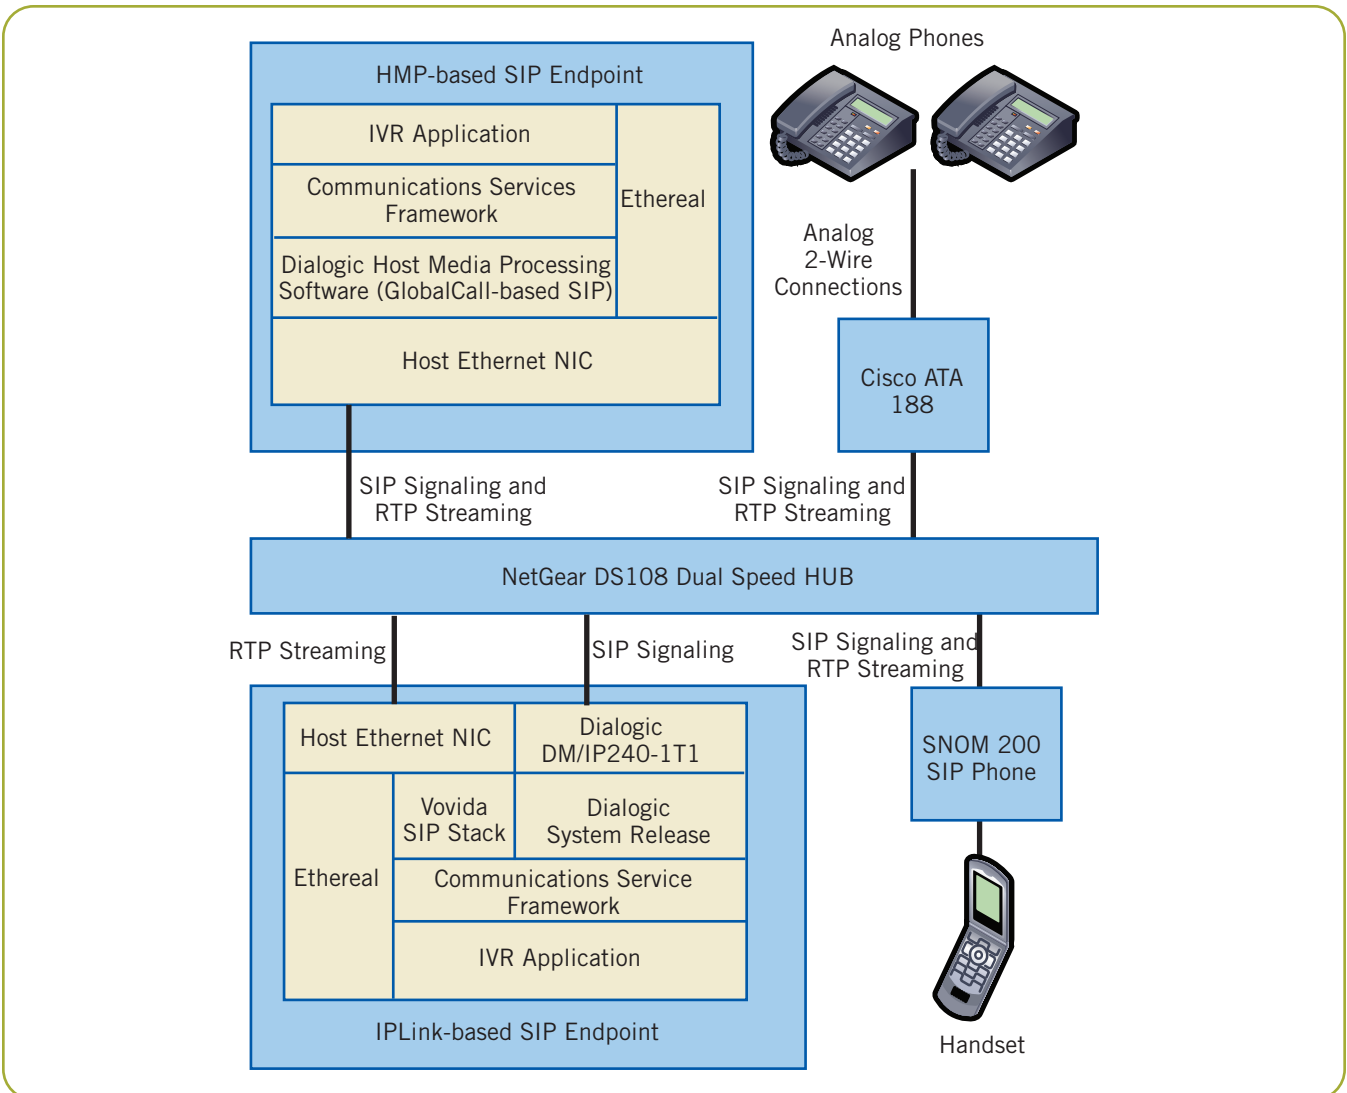 HMP-based SIP Endpoint
IVR Application
Communications Services
Framework
Ethereal
Dialogic Host Media Processing
Software (GlobalCall-based SIP)
Host Ethernet NIC
Analog Phones
Analog
2-Wire
Connections
Cisco ATA
188
SIP Signaling and
RTP Streaming
SIP Signaling and
RTP Streaming
NetGear DS108 Dual Speed HUB
RTP Streaming
SIP Signaling
SIP Signaling and
RTP Streaming
Host Ethernet NIC
Dialogic
DM/IP240-1T1
Ethereal
Vovida
SIP Stack
Dialogic
System Release
Communications Service
Framework
IVR Application
IPLink-based SIP Endpoint
SNOM 200
SIP Phone
Handset